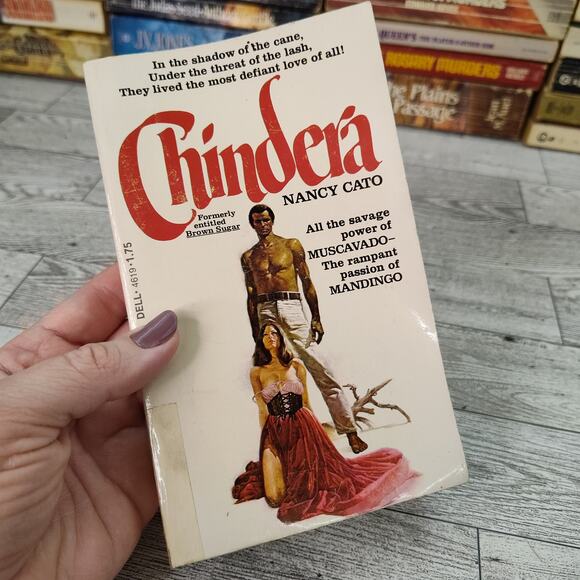 In the shadow of the cane,
Under the threat of the lash,
They lived the most defiant love of all!
Chindera
NANCY CATO
Formerly
entitled
Brown Sugar
All the savage
power of
MUSCAVADO–
The rampant
passion of
MANDINGO
DELL • 4619 • 1.75
J.V. JONES
ROSARY MURDERS
The Plains
Passage